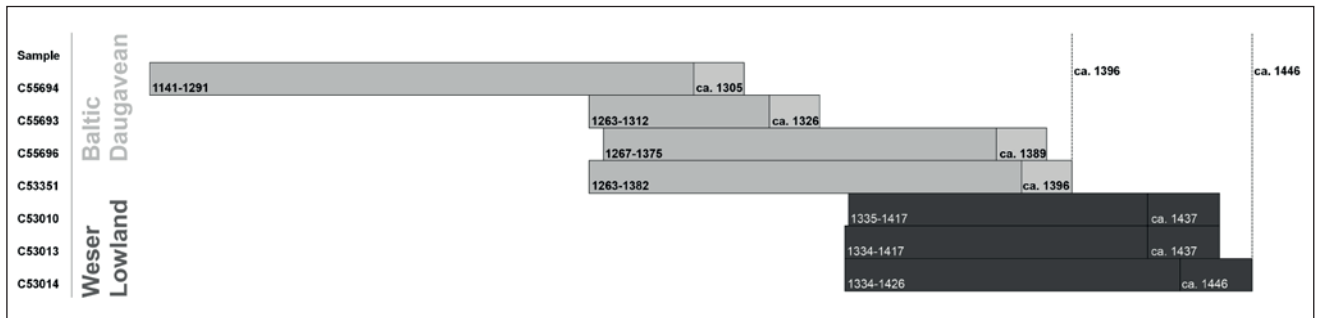 Sample
Baltic
Daugavean
ca. 1396
ca. 1446
C55694
1141-1291
ca. 1305
C55693
1263-1312
ca. 1326
C55696
1267-1375
ca. 1389
C53351
1263-1382
ca. 1396
Weser
Lowland
C53010
1335-1417
ca. 1437
C53013
1334-1417
ca. 1437
C53014
1334-1426
ca. 1446